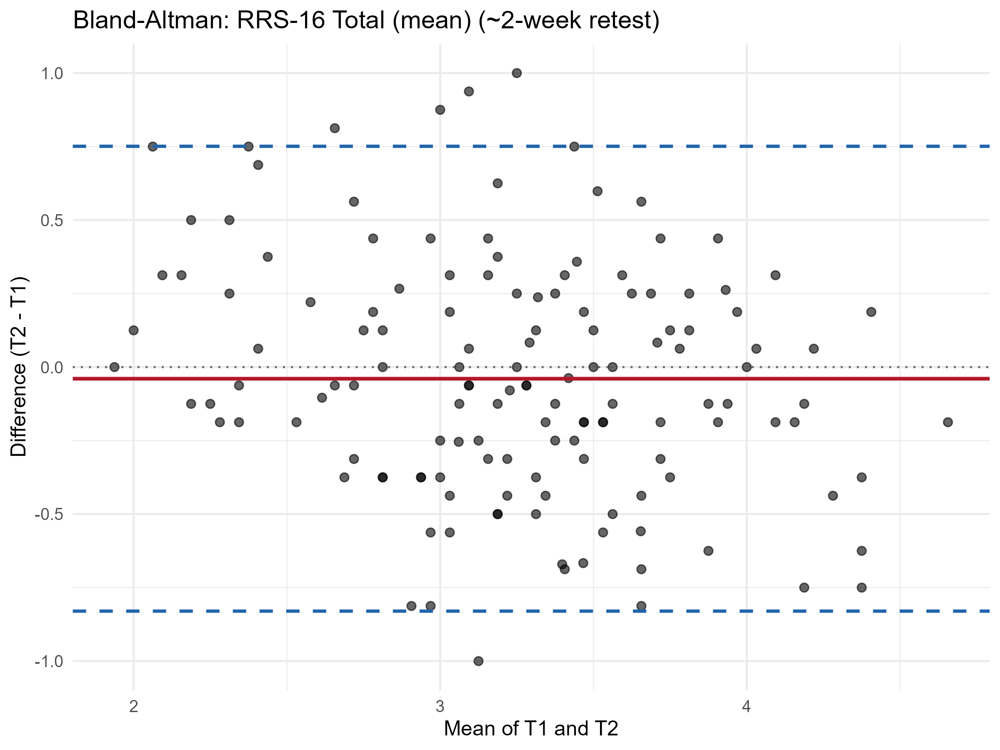 Bland-Altman: RRS-16 Total (mean) (~2-week retest)
1.0
0.5
0.0
-0.5
-1.0
Difference (T2 - T1)
2 3 4
Mean of T1 and T2